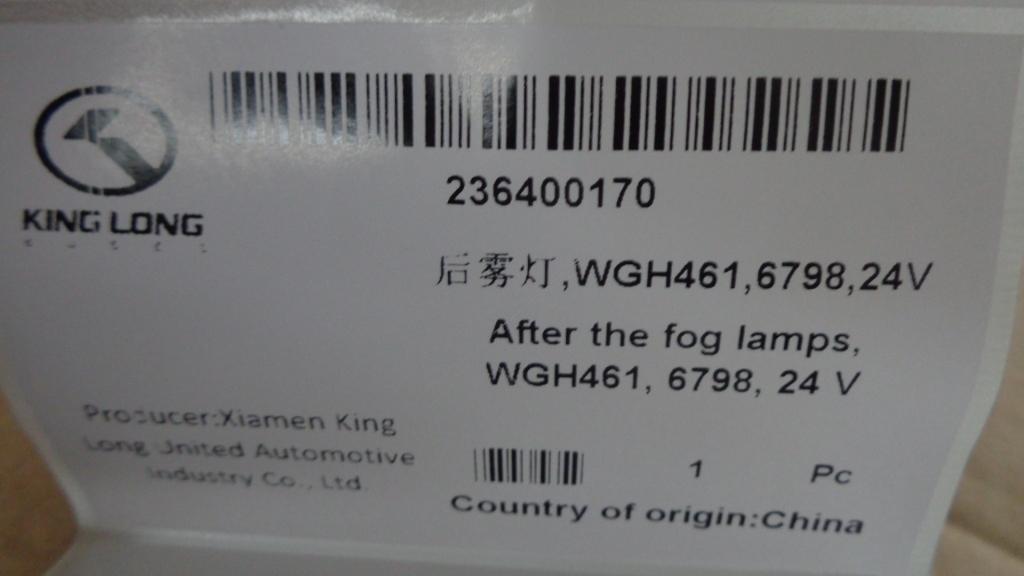 KING LONG
236400170
后雾灯,WGH461,6798,24V
After the fog lamps,
WGH461, 6798, 24 V
Producer:Xiamen King
Long United Automotive
Industry Co., Ltd.
1 Pc
Country of origin:China